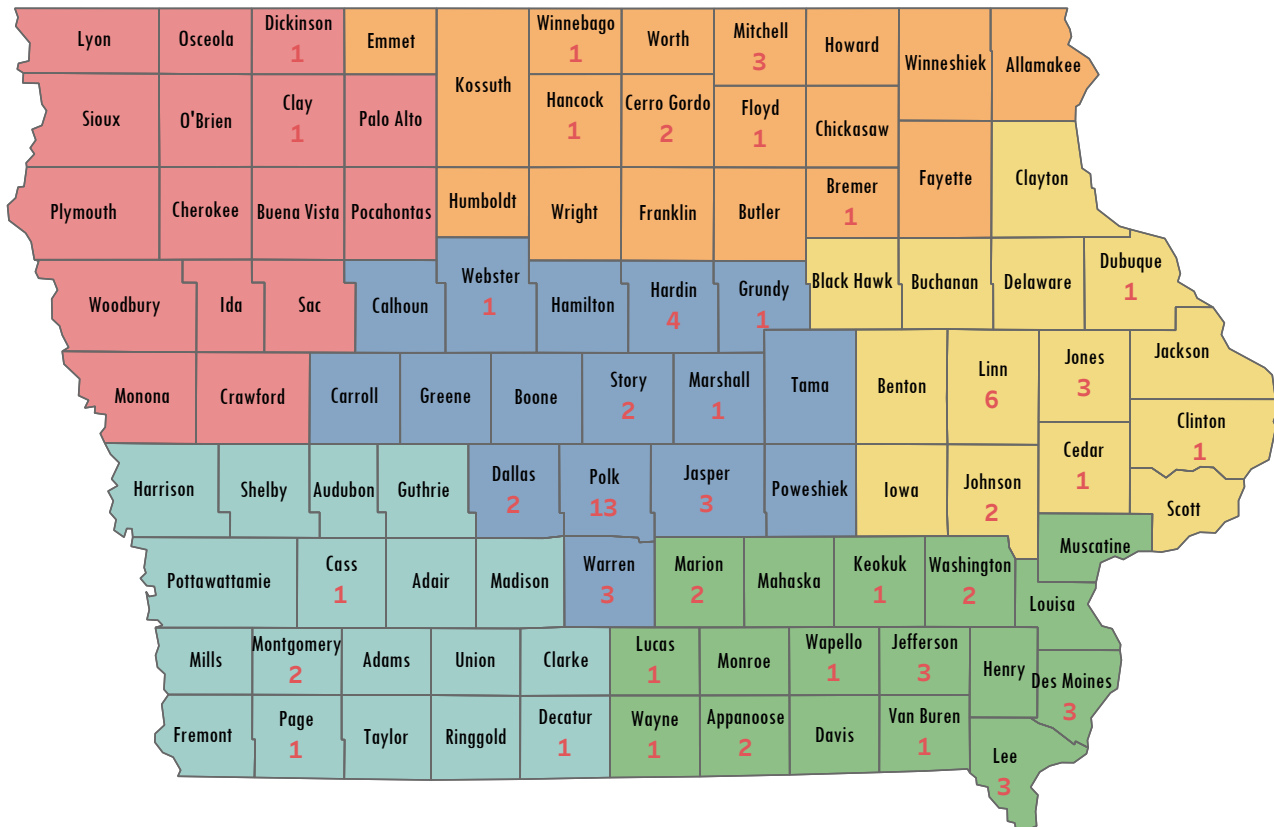 Lyon
Osceola
Dickinson
1
Emmet
Kossuth
Winnebago
1
Worth
Mitchell
3
Howard
Winneshiek
Allamakee
Sioux
O'Brien
Clay
1
Palo Alto
Hancock
1
Cerro Gordo
2
Floyd
1
Chickasaw
Plymouth
Cherokee
Buena Vista
Pocahontas
Humboldt
Wright
Franklin
Butler
Bremer
1
Fayette
Clayton
Woodbury
Ida
Sac
Calhoun
Webster
1
Hamilton
Hardin
4
Grundy
1
Black Hawk
Buchanan
Delaware
Dubuque
1
Monona
Crawford
Carroll
Greene
Boone
Story
2
Marshall
1
Tama
Benton
Linn
6
Jones
3
Jackson
Clinton
1
Cedar
1
Harrison
Shelby
Audubon
Guthrie
Dallas
2
Polk
13
Jasper
3
Poweshiek
Iowa
Johnson
2
Scott
Muscatine
Pottawattamie
Cass
1
Adair
Madison
Warren
3
Marion
2
Mahaska
Keokuk
1
Washington
2
Louisa
Mills
Montgomery
2
Adams
Union
Clarke
Lucas
1
Monroe
Wapello
1
Jefferson
3
Henry
Des Moines
3
Fremont
Page
1
Taylor
Ringgold
Decatur
1
Wayne
1
Appanoose
2
Davis
Van Buren
1
Lee
3